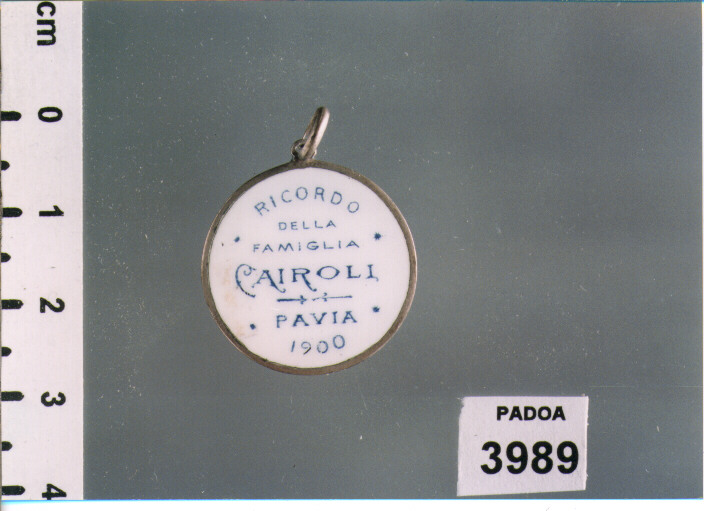 cm
0
1
2
3
4
RICORDO
DELLA
FAMIGLIA
CAIROLI
PAVIA
1900
PADOA
3989